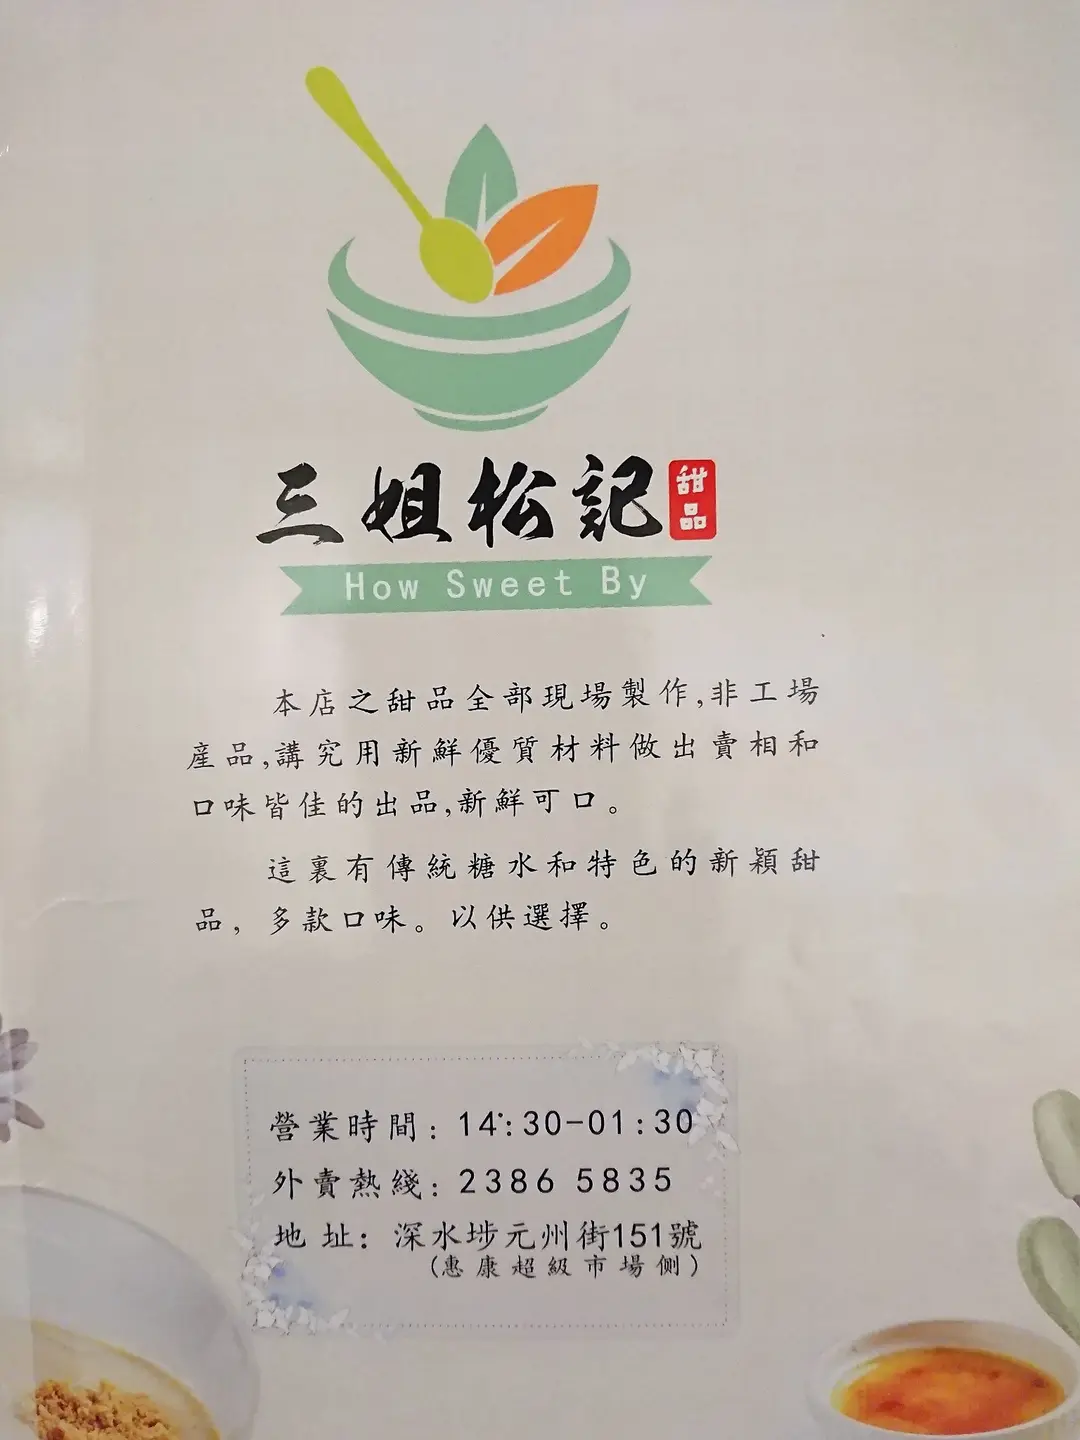 三姐松記 甜品
How Sweet By
本店之甜品全部現場製作,非工場
產品,講究用新鮮優質材料做出賣相和
口味皆佳的出品,新鮮可口。
這裏有傳統糖水和特色的新穎甜
品，多款口味。以供選擇。
營業時間: 14:30-01:30
外賣熱綫: 2386 5835
地 址: 深水埗元州街151號
(惠康超級市場側)